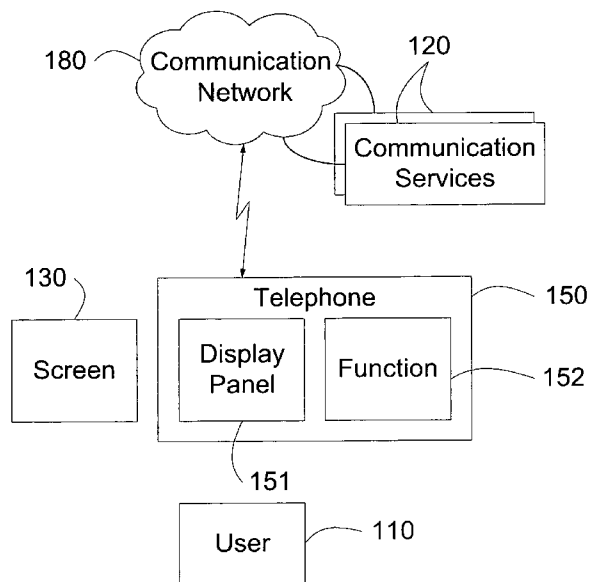 180
Communication
Network
120
Communication
Services
130
Screen
Telephone
150
Display
Panel
Function
152
151
User
110